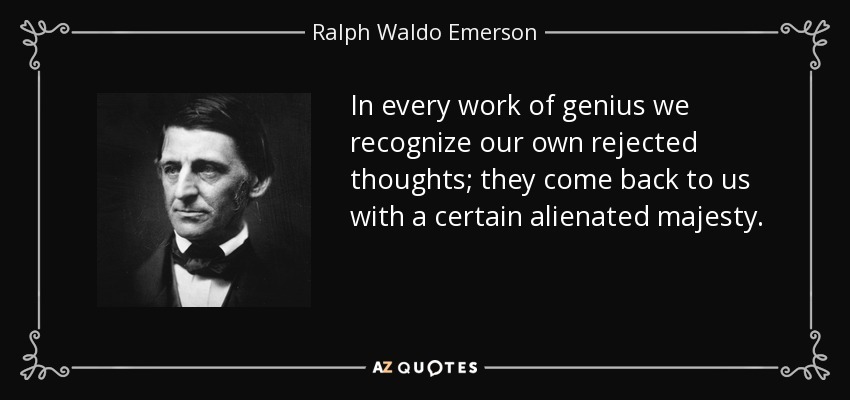 Ralph Waldo Emerson
In every work of genius we
recognize our own rejected
thoughts; they come back to us
with a certain alienated majesty.
AZ QUOTES